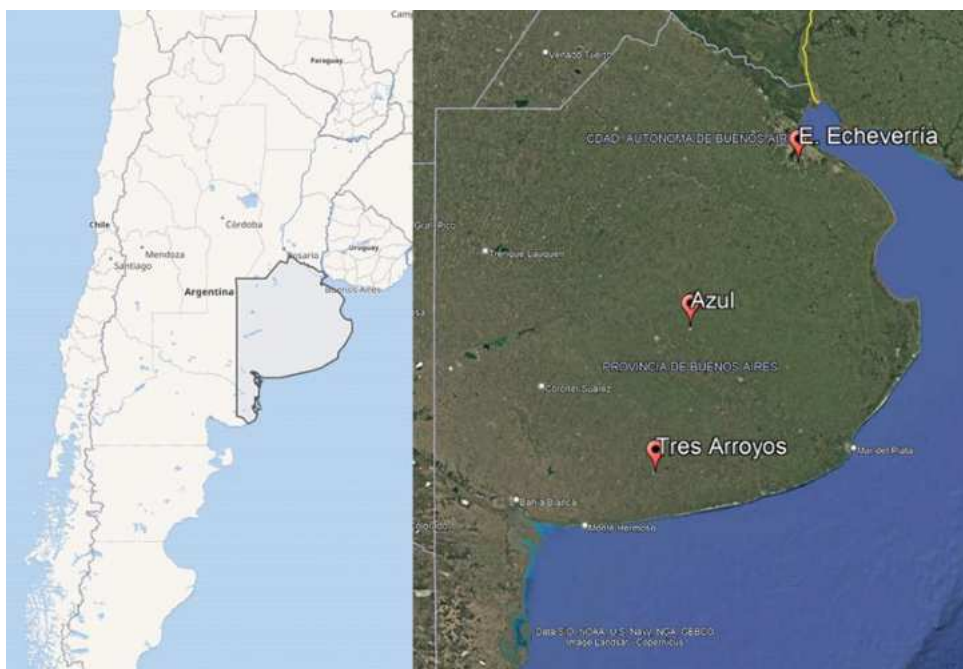 Paraguay
Chile
Córdoba
Mendoza
Santiago
Rosario
Uruguay
Argentina
Buenos Aires
Venado Tuerto
CDAD. AUTONOMA DE BUENOS AIR
E. Echeverría
Trenque Lauquen
Azul
PROVINCIA DE BUENOS AIRES
Coronel Suárez
Tres Arroyos
Mar del Plata
Bahía Blanca
Monte Hermoso
Data S O, NOAA, U.S. Navy, NGA, GEBCO
Image Landsat - Copernicus